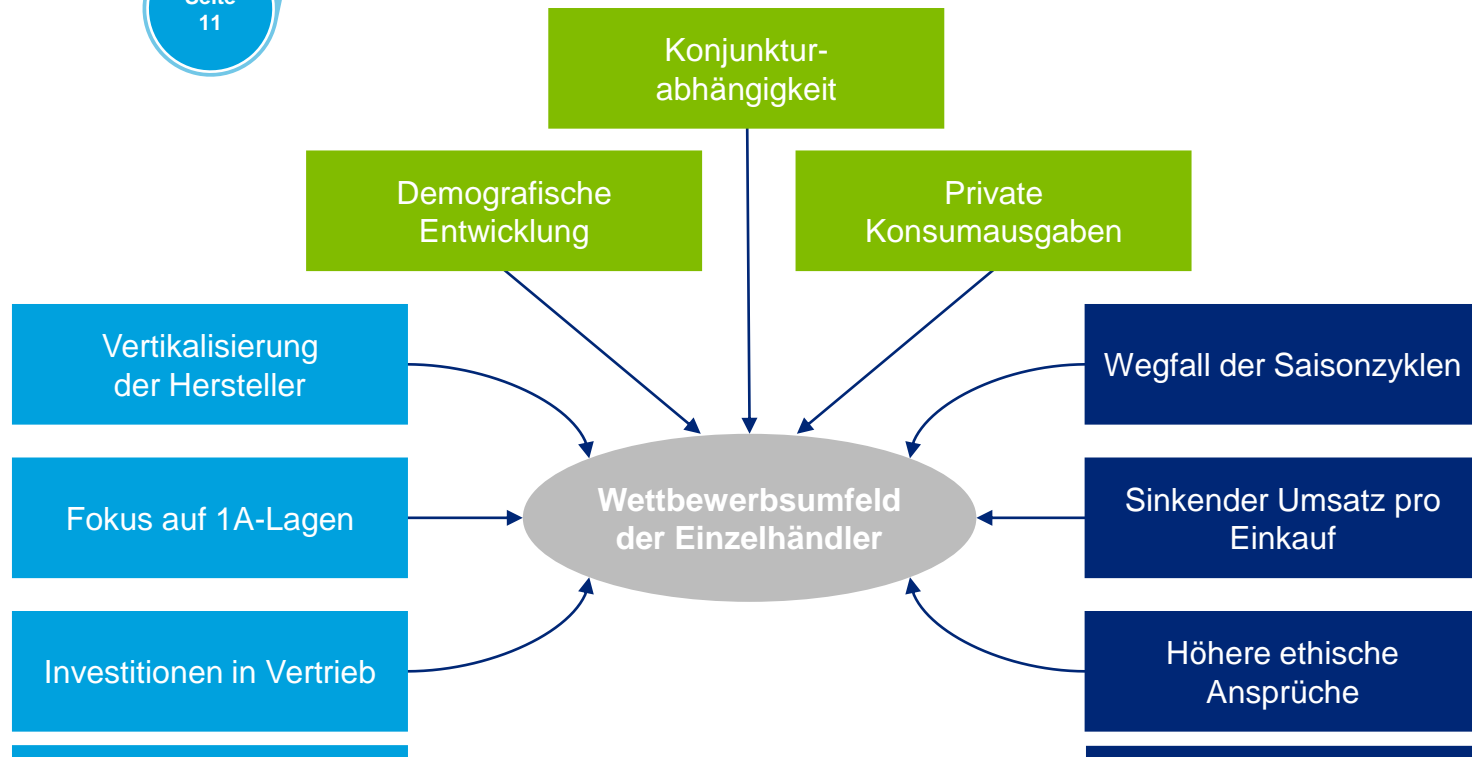 Seite
11
Konjunktur-
abhängigkeit
Demografische
Entwicklung
Private
Konsumausgaben
Vertikalisierung
der Hersteller
Wegfall der Saisonzyklen
Fokus auf 1A-Lagen
Wettbewerbsumfeld
der Einzelhändler
Sinkender Umsatz pro
Einkauf
Investitionen in Vertrieb
Höhere ethische
Ansprüche